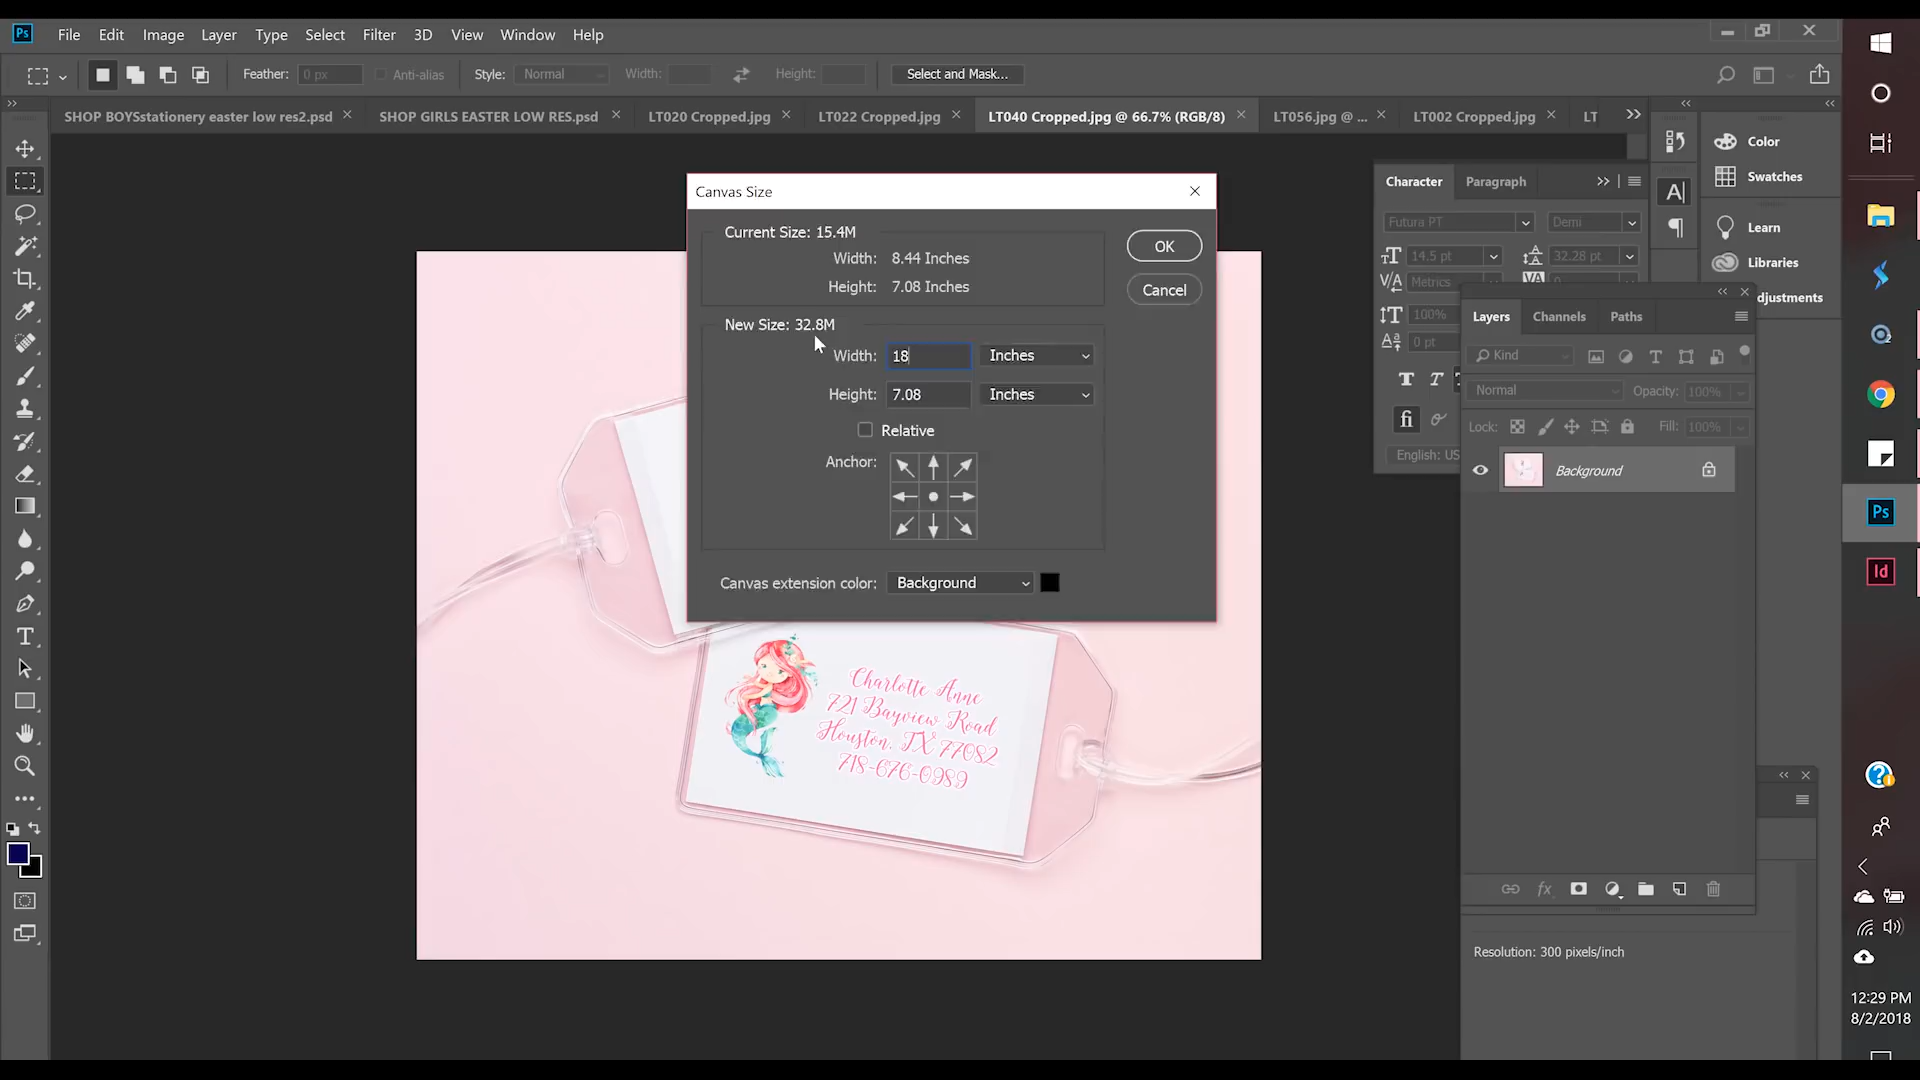 Ps
File Edit Image Layer Type Select Filter 3D View Window Help
Feather: 0 px Anti-alias Style: Normal Width: Height: Select and Mask...
SHOP BOYSstationery easter low res2.psd SHOP GIRLS EASTER LOW RES.psd LT020 Cropped.jpg LT022 Cropped.jpg LT040 Cropped.jpg @ 66.7% (RGB/8) LT056.jpg @ ... LT002 Cropped.jpg LT
Canvas Size
Current Size: 15.4M
Width: 8.44 Inches
Height: 7.08 Inches
OK
Cancel
New Size: 32.8M
Width: 18 Inches
Height: 7.08 Inches
Relative
Anchor:
Canvas extension color: Background
Charlotte Anne
721 Bayview Road
Houston, TX 77082
718-676-0989
Color
Swatches
Learn
Libraries
djustments
Character Paragraph
Futura PT Demi
14.5 pt 32.28 pt
Metrics
100%
0 pt
English: US
Layers Channels Paths
Kind
Normal Opacity: 100%
Lock: Fill: 100%
Background
Resolution: 300 pixels/inch
Ps
Id
12:29 PM
8/2/2018